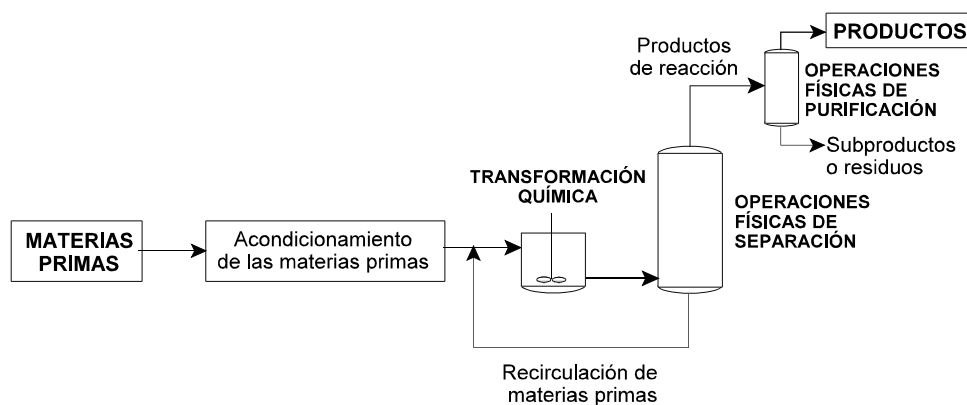 MATERIAS
PRIMAS
Acondicionamiento
de las materias primas
TRANSFORMACIÓN
QUÍMICA
Recirculación de
materias primas
OPERACIONES
FÍSICAS DE
SEPARACIÓN
Productos
de reacción
PRODUCTOS
OPERACIONES
FÍSICAS DE
PURIFICACIÓN
Subproductos
o residuos